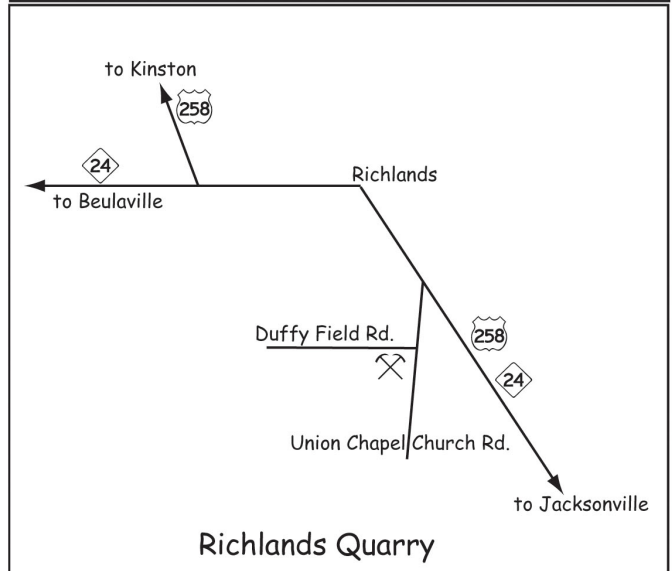 to Kinston
258
24
to Beulaville
Richlands
Duffy Field Rd.
258
24
Union Chapel Church Rd.
to Jacksonville
Richlands Quarry